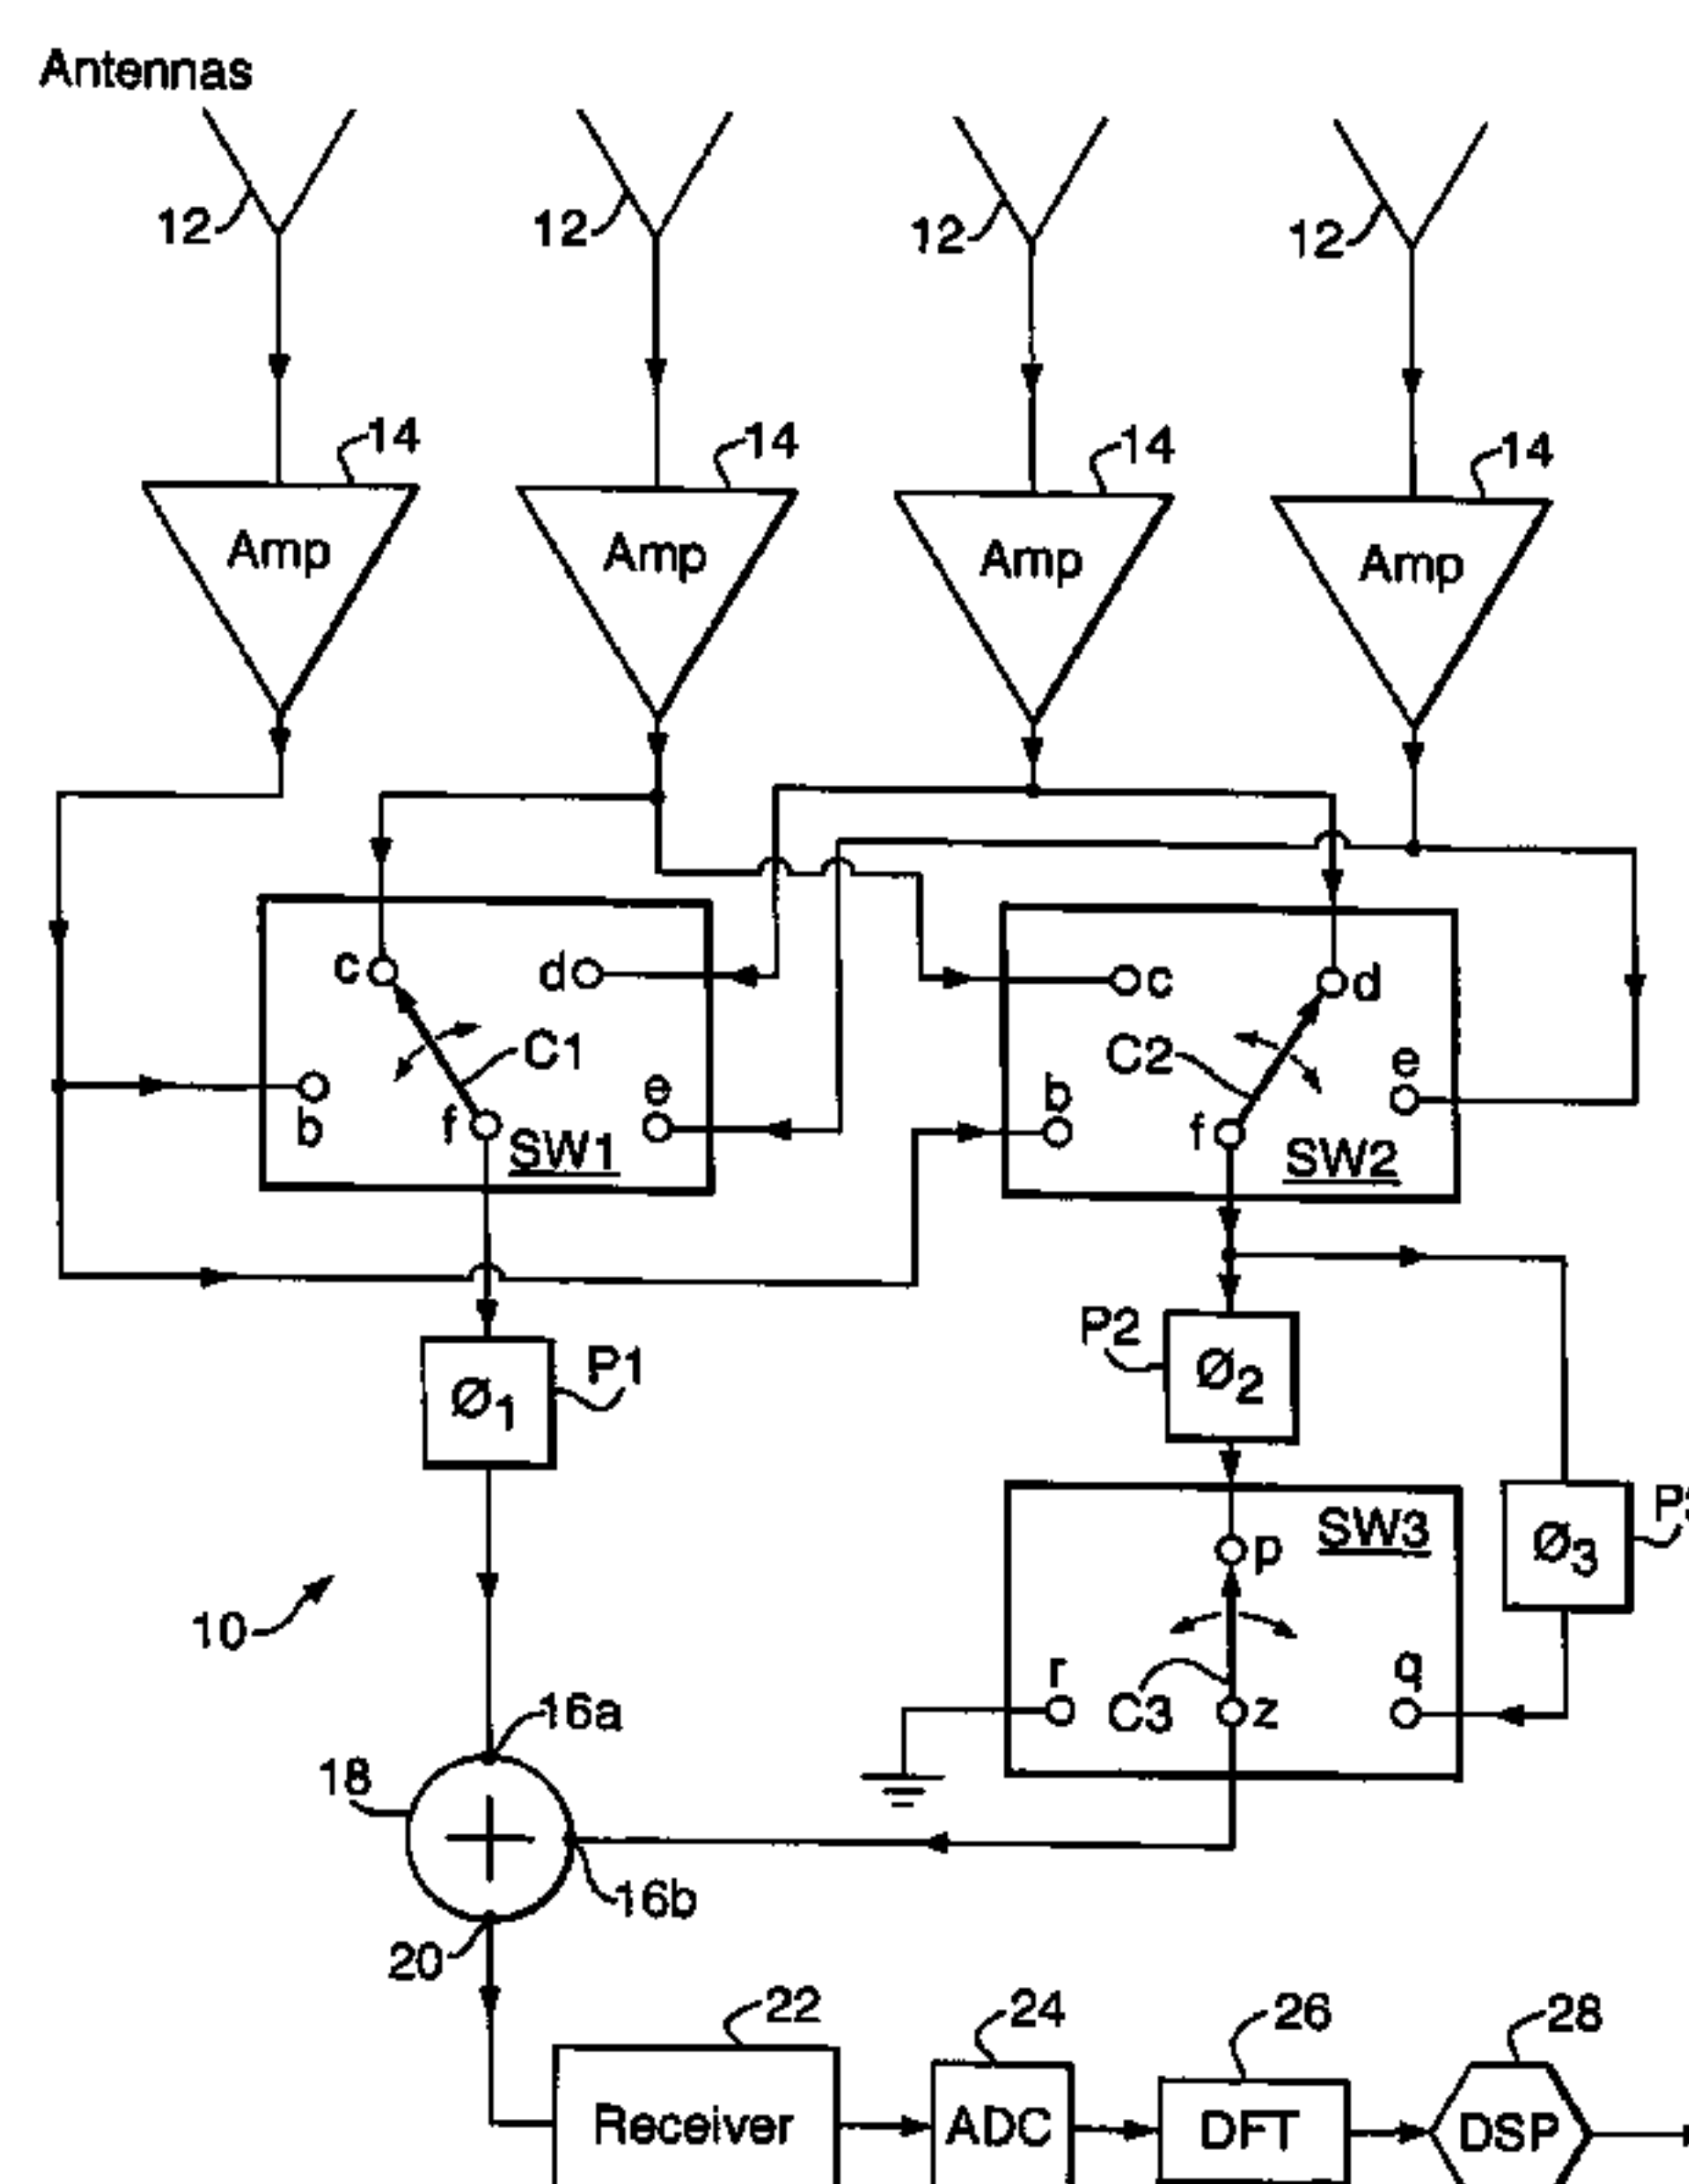 Antennas
12 12 12 12
14 14 14 14
Amp Amp Amp Amp
c d c d
C1 C2
b f e b f e
SW1 SW2
P1 P2
Ø1 Ø2
SW3
p Ø3
10
r C3 z q
16a
18
16b
20
22 24 26 28
Receiver ADC DFT DSP